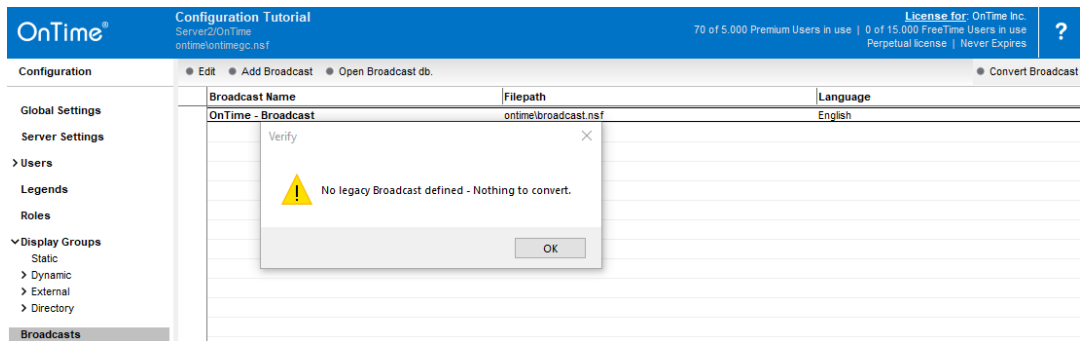 OnTime®
Configuration Tutorial
Server2/OnTime
ontime\ontimegc.nsf
License for: OnTime Inc.
70 of 5.000 Premium Users in use | 0 of 15.000 FreeTime Users in use
Perpetual license | Never Expires
?
Configuration
Edit Add Broadcast Open Broadcast db. Convert Broadcast
Global Settings
Server Settings
Users
Legends
Roles
Display Groups
Static
Dynamic
External
Directory
Broadcasts
Broadcast Name Filepath Language
OnTime - Broadcast ontime\broadcast.nsf English
Verify
No legacy Broadcast defined - Nothing to convert.
OK